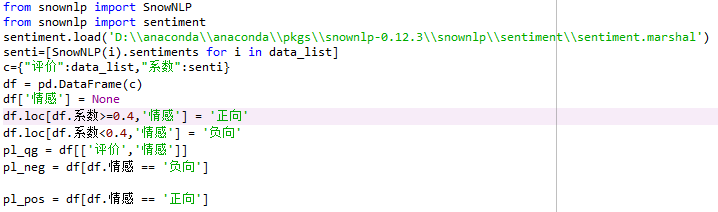 from snownlp import SnowNLP
from snownlp import sentiment
sentiment.load('D:\\anaconda\\anaconda\\pkgs\\snownlp-0.12.3\\snownlp\\sentiment\\sentiment.marshal')
senti=[SnowNLP(i).sentiments for i in data_list]
c={"评价":data_list,"系数":senti}
df = pd.DataFrame(c)
df['情感'] = None
df.loc[df.系数>=0.4,'情感'] = '正向'
df.loc[df.系数<0.4,'情感'] = '负向'
pl_qg = df[['评价','情感']]
pl_neg = df[df.情感 == '负向']
pl_pos = df[df.情感 == '正向']